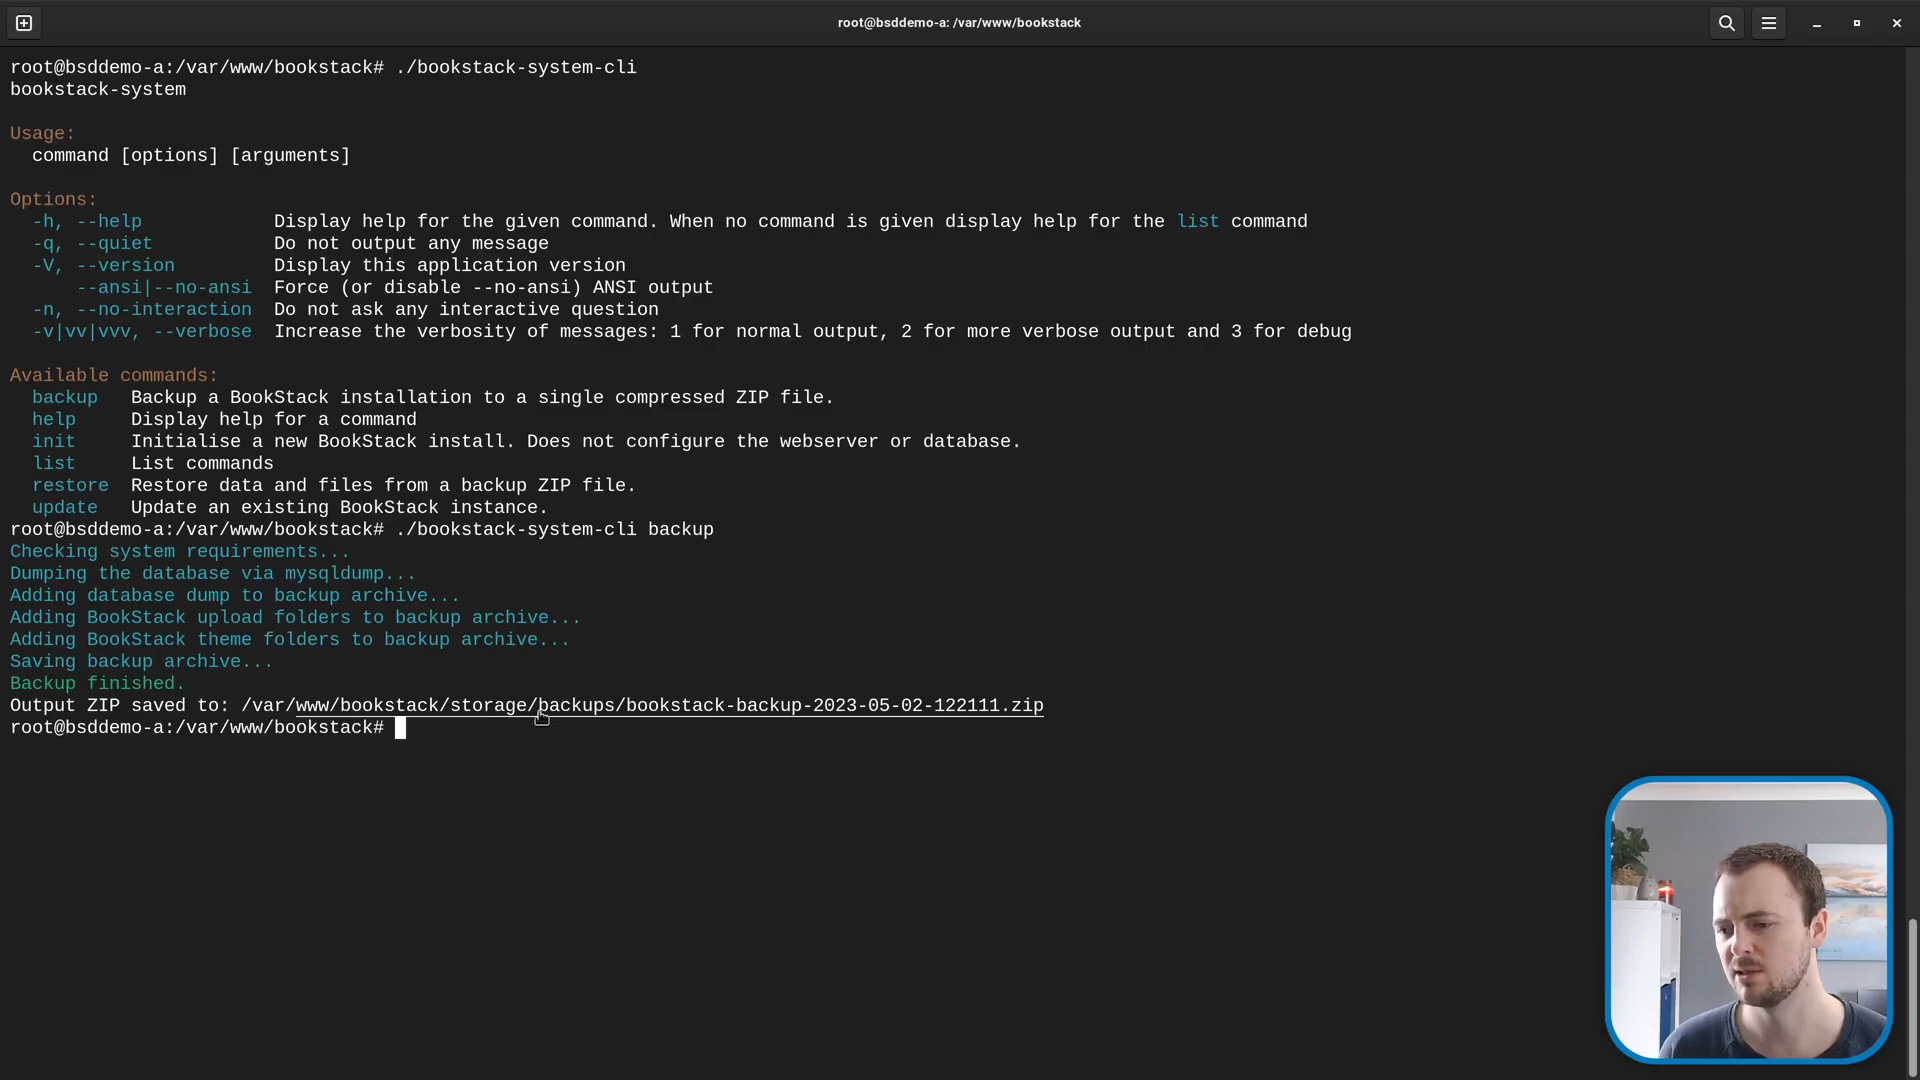 root@bsddemo-a: /var/www/bookstack
root@bsddemo-a:/var/www/bookstack# ./bookstack-system-cli
bookstack-system
Usage:
command [options] [arguments]
Options:
-h, --help Display help for the given command. When no command is given display help for the list command
-q, --quiet Do not output any message
-V, --version Display this application version
--ansi|--no-ansi Force (or disable --no-ansi) ANSI output
-n, --no-interaction Do not ask any interactive question
-v|vv|vvv, --verbose Increase the verbosity of messages: 1 for normal output, 2 for more verbose output and 3 for debug
Available commands:
backup Backup a BookStack installation to a single compressed ZIP file.
help Display help for a command
init Initialise a new BookStack install. Does not configure the webserver or database.
list List commands
restore Restore data and files from a backup ZIP file.
update Update an existing BookStack instance.
root@bsddemo-a:/var/www/bookstack# ./bookstack-system-cli backup
Checking system requirements...
Dumping the database via mysqldump...
Adding database dump to backup archive...
Adding BookStack upload folders to backup archive...
Adding BookStack theme folders to backup archive...
Saving backup archive...
Backup finished.
Output ZIP saved to: /var/www/bookstack/storage/backups/bookstack-backup-2023-05-02-122111.zip
root@bsddemo-a:/var/www/bookstack#